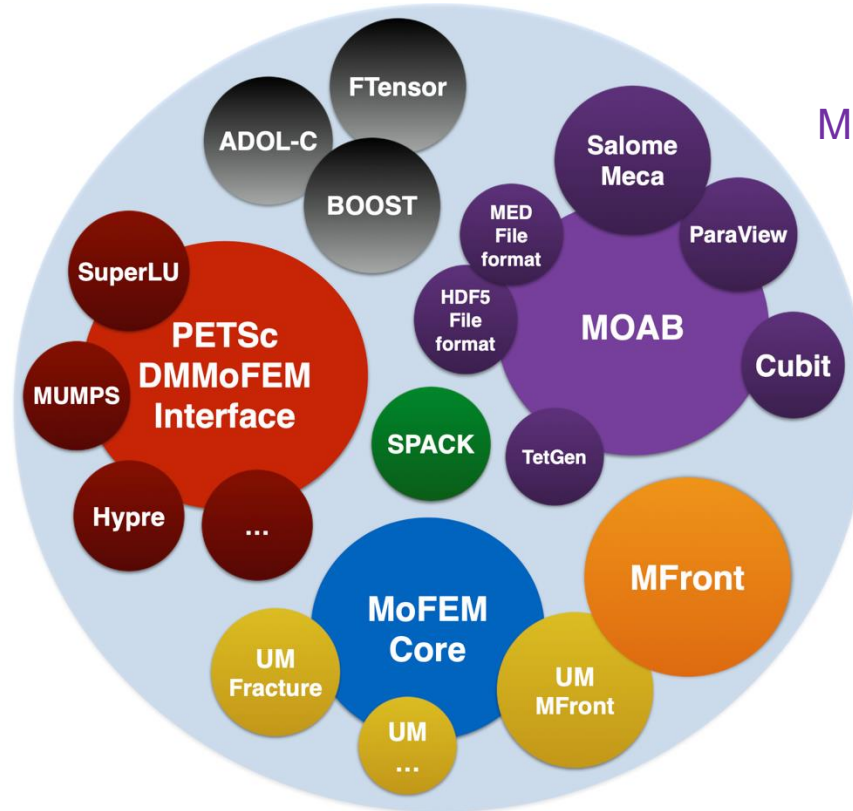 FTensor
ADOL-C
BOOST
M
Salome
Meca
MED
File
format
ParaView
HDF5
File
format
MOAB
Cubit
TetGen
SuperLU
PETSc
DMMoFEM
Interface
MUMPS
Hypre
...
SPACK
MFront
MoFEM
Core
UM
Fracture
UM
MFront
UM
...